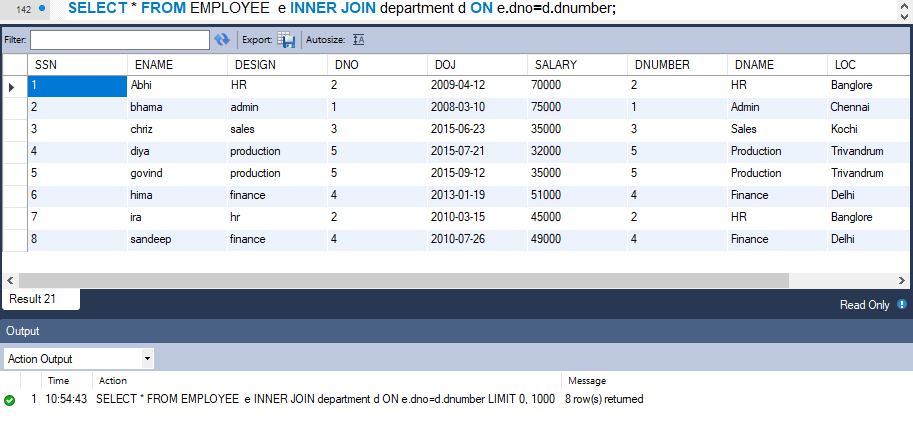 142 SELECT * FROM EMPLOYEE e INNER JOIN department d ON e.dno=d.dnumber;
Filter: Export: Autosize:
SSN ENAME DESIGN DNO DOJ SALARY DNUMBER DNAME LOC
1 Abhi HR 2 2009-04-12 70000 2 HR Banglore
2 bhama admin 1 2008-03-10 75000 1 Admin Chennai
3 chriz sales 3 2015-06-23 35000 3 Sales Kochi
4 diya production 5 2015-07-21 32000 5 Production Trivandrum
5 govind production 5 2015-09-12 35000 5 Production Trivandrum
6 hima finance 4 2013-01-19 51000 4 Finance Delhi
7 ira hr 2 2010-03-15 45000 2 HR Banglore
8 sandeep finance 4 2010-07-26 49000 4 Finance Delhi
Result 21
Read Only
Output
Action Output
Time Action Message
1 10:54:43 SELECT * FROM EMPLOYEE e INNER JOIN department d ON e.dno=d.dnumber LIMIT 0, 1000 8 row(s) returned